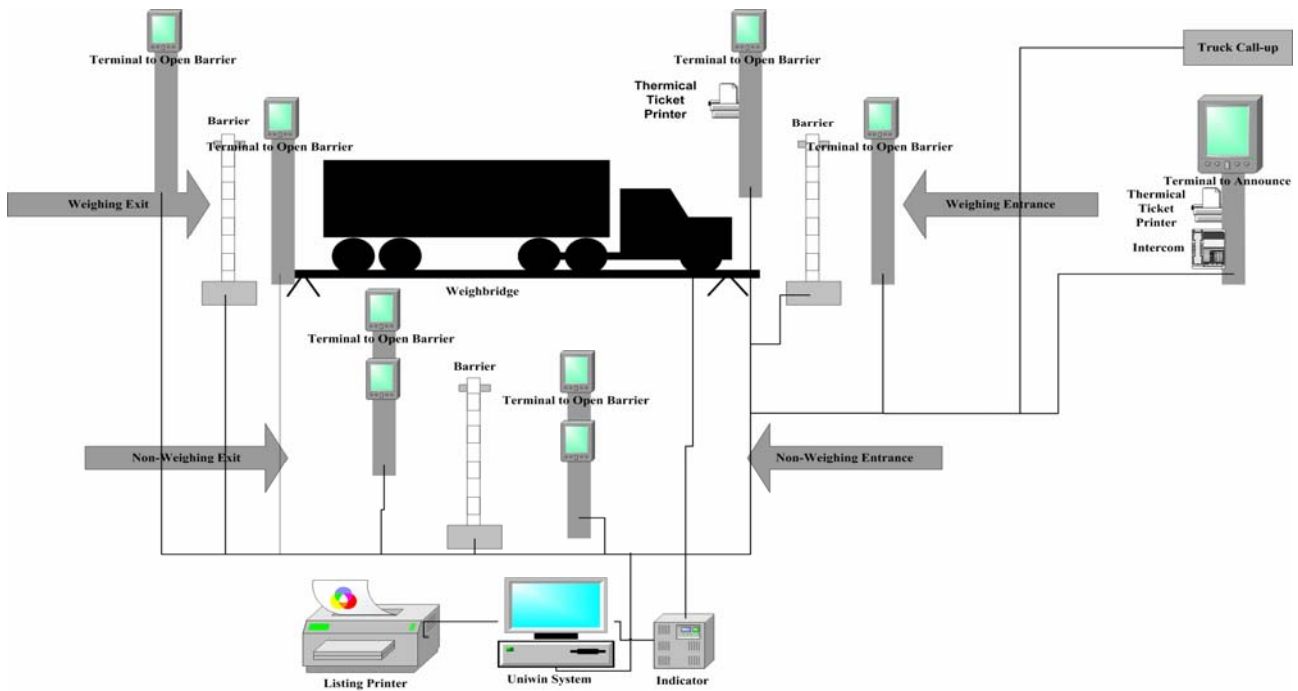 Terminal to Open Barrier
Terminal to Open Barrier
Truck Call-up
Thermical
Ticket
Printer
Barrier
Terminal to Open Barrier
Barrier
Terminal to Open Barrier
Terminal to Announce
Weighing Exit
Weighing Entrance
Thermical
Ticket
Printer
Intercom
Weighbridge
Terminal to Open Barrier
Barrier
Terminal to Open Barrier
Non-Weighing Exit
Non-Weighing Entrance
Listing Printer
Uniwin System
Indicator